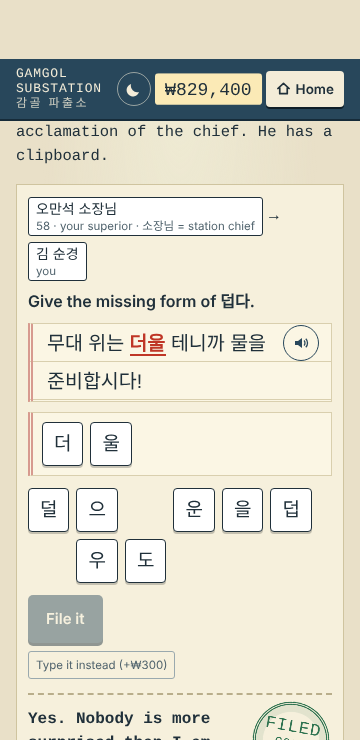 GAMGOL
SUBSTATION
감골 파출소
₩829,400
Home
acclamation of the chief. He has a
clipboard.
오만석 소장님
58 · your superior · 소장님 = station chief
→
김 순경
you
Give the missing form of 덥다.
무대 위는 더울 테니까 물을
준비합시다!
더 울
덜 으 운 을 덥
우 도
File it
Type it instead (+₩300)
Yes. Nobody is more
FILED